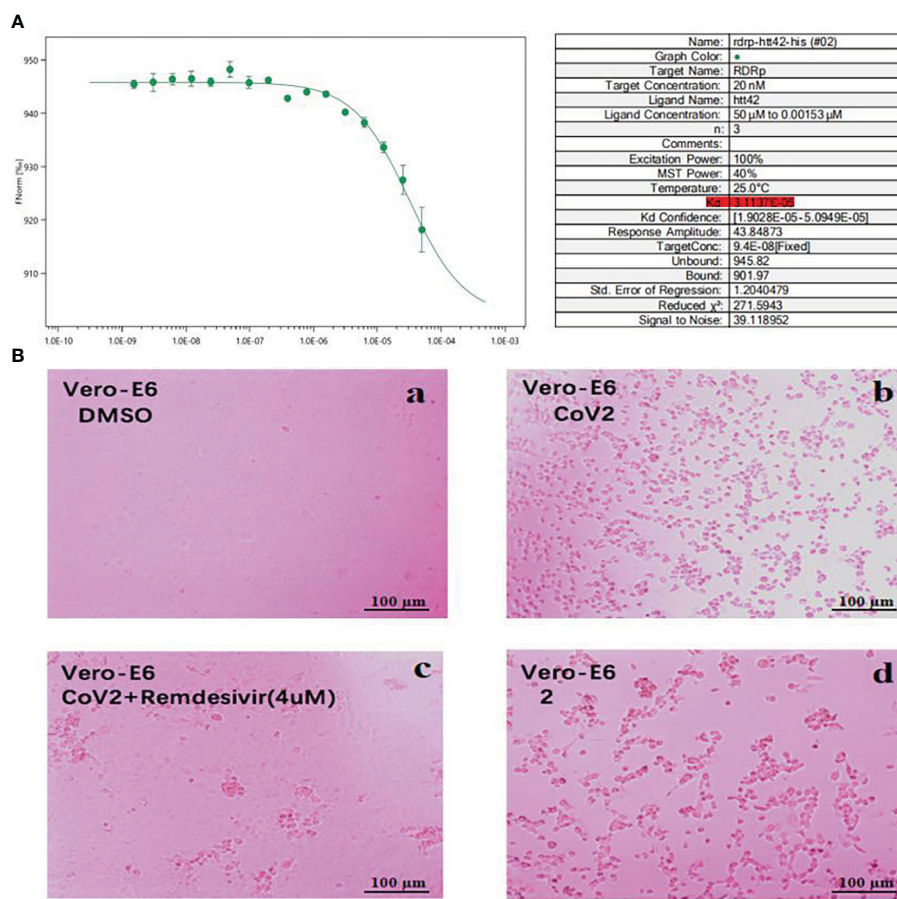 A
950
940
930
920
910
FNorm [‰]
1.0E-10 1.0E-09 1.0E-08 1.0E-07 1.0E-06 1.0E-05 1.0E-04 1.0E-03
Name: rdrp-htt42-his (#02)
Graph Color:
Target Name: RDRp
Target Concentration: 20 nM
Ligand Name: htt42
Ligand Concentration: 50 µM to 0.00153 µM
n: 3
Comments:
Excitation Power: 100%
MST Power: 40%
Temperature: 25.0°C
Kd: 3.1137E-05
Kd Confidence: [1.9028E-05-5.0949E-05]
Response Amplitude: 43.84873
TargetConc: 9.4E-08[Fixed]
Unbound: 945.82
Bound: 901.97
Std. Error of Regression: 1.2040479
Reduced χ²: 271.5943
Signal to Noise: 39.118952
B
Vero-E6 a
DMSO
100 µm
Vero-E6 b
CoV2
100 µm
Vero-E6 c
CoV2+Remdesivir(4uM)
100 µm
Vero-E6 d
2
100 µm